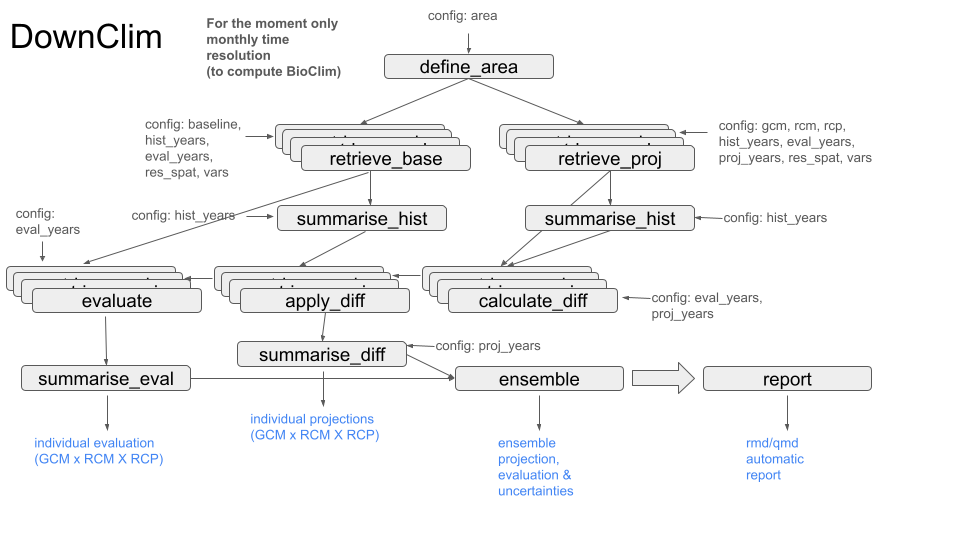 DownClim
For the moment only
monthly time
resolution
(to compute BioClim)
config: area
define_area
config: baseline,
hist_years,
eval_years,
res_spat, vars
retrieve_base
retrieve_proj
config: gcm, rcm, rcp,
hist_years, eval_years,
proj_years, res_spat, vars
config:
eval_years
config: hist_years
summarise_hist
summarise_hist
config: hist_years
evaluate
apply_diff
calculate_diff
config: eval_years,
proj_years
summarise_diff
config: proj_years
summarise_eval
ensemble
report
individual evaluation
(GCM x RCM X RCP)
individual projections
(GCM x RCM X RCP)
ensemble
projection,
evaluation &
uncertainties
rmd/qmd
automatic
report